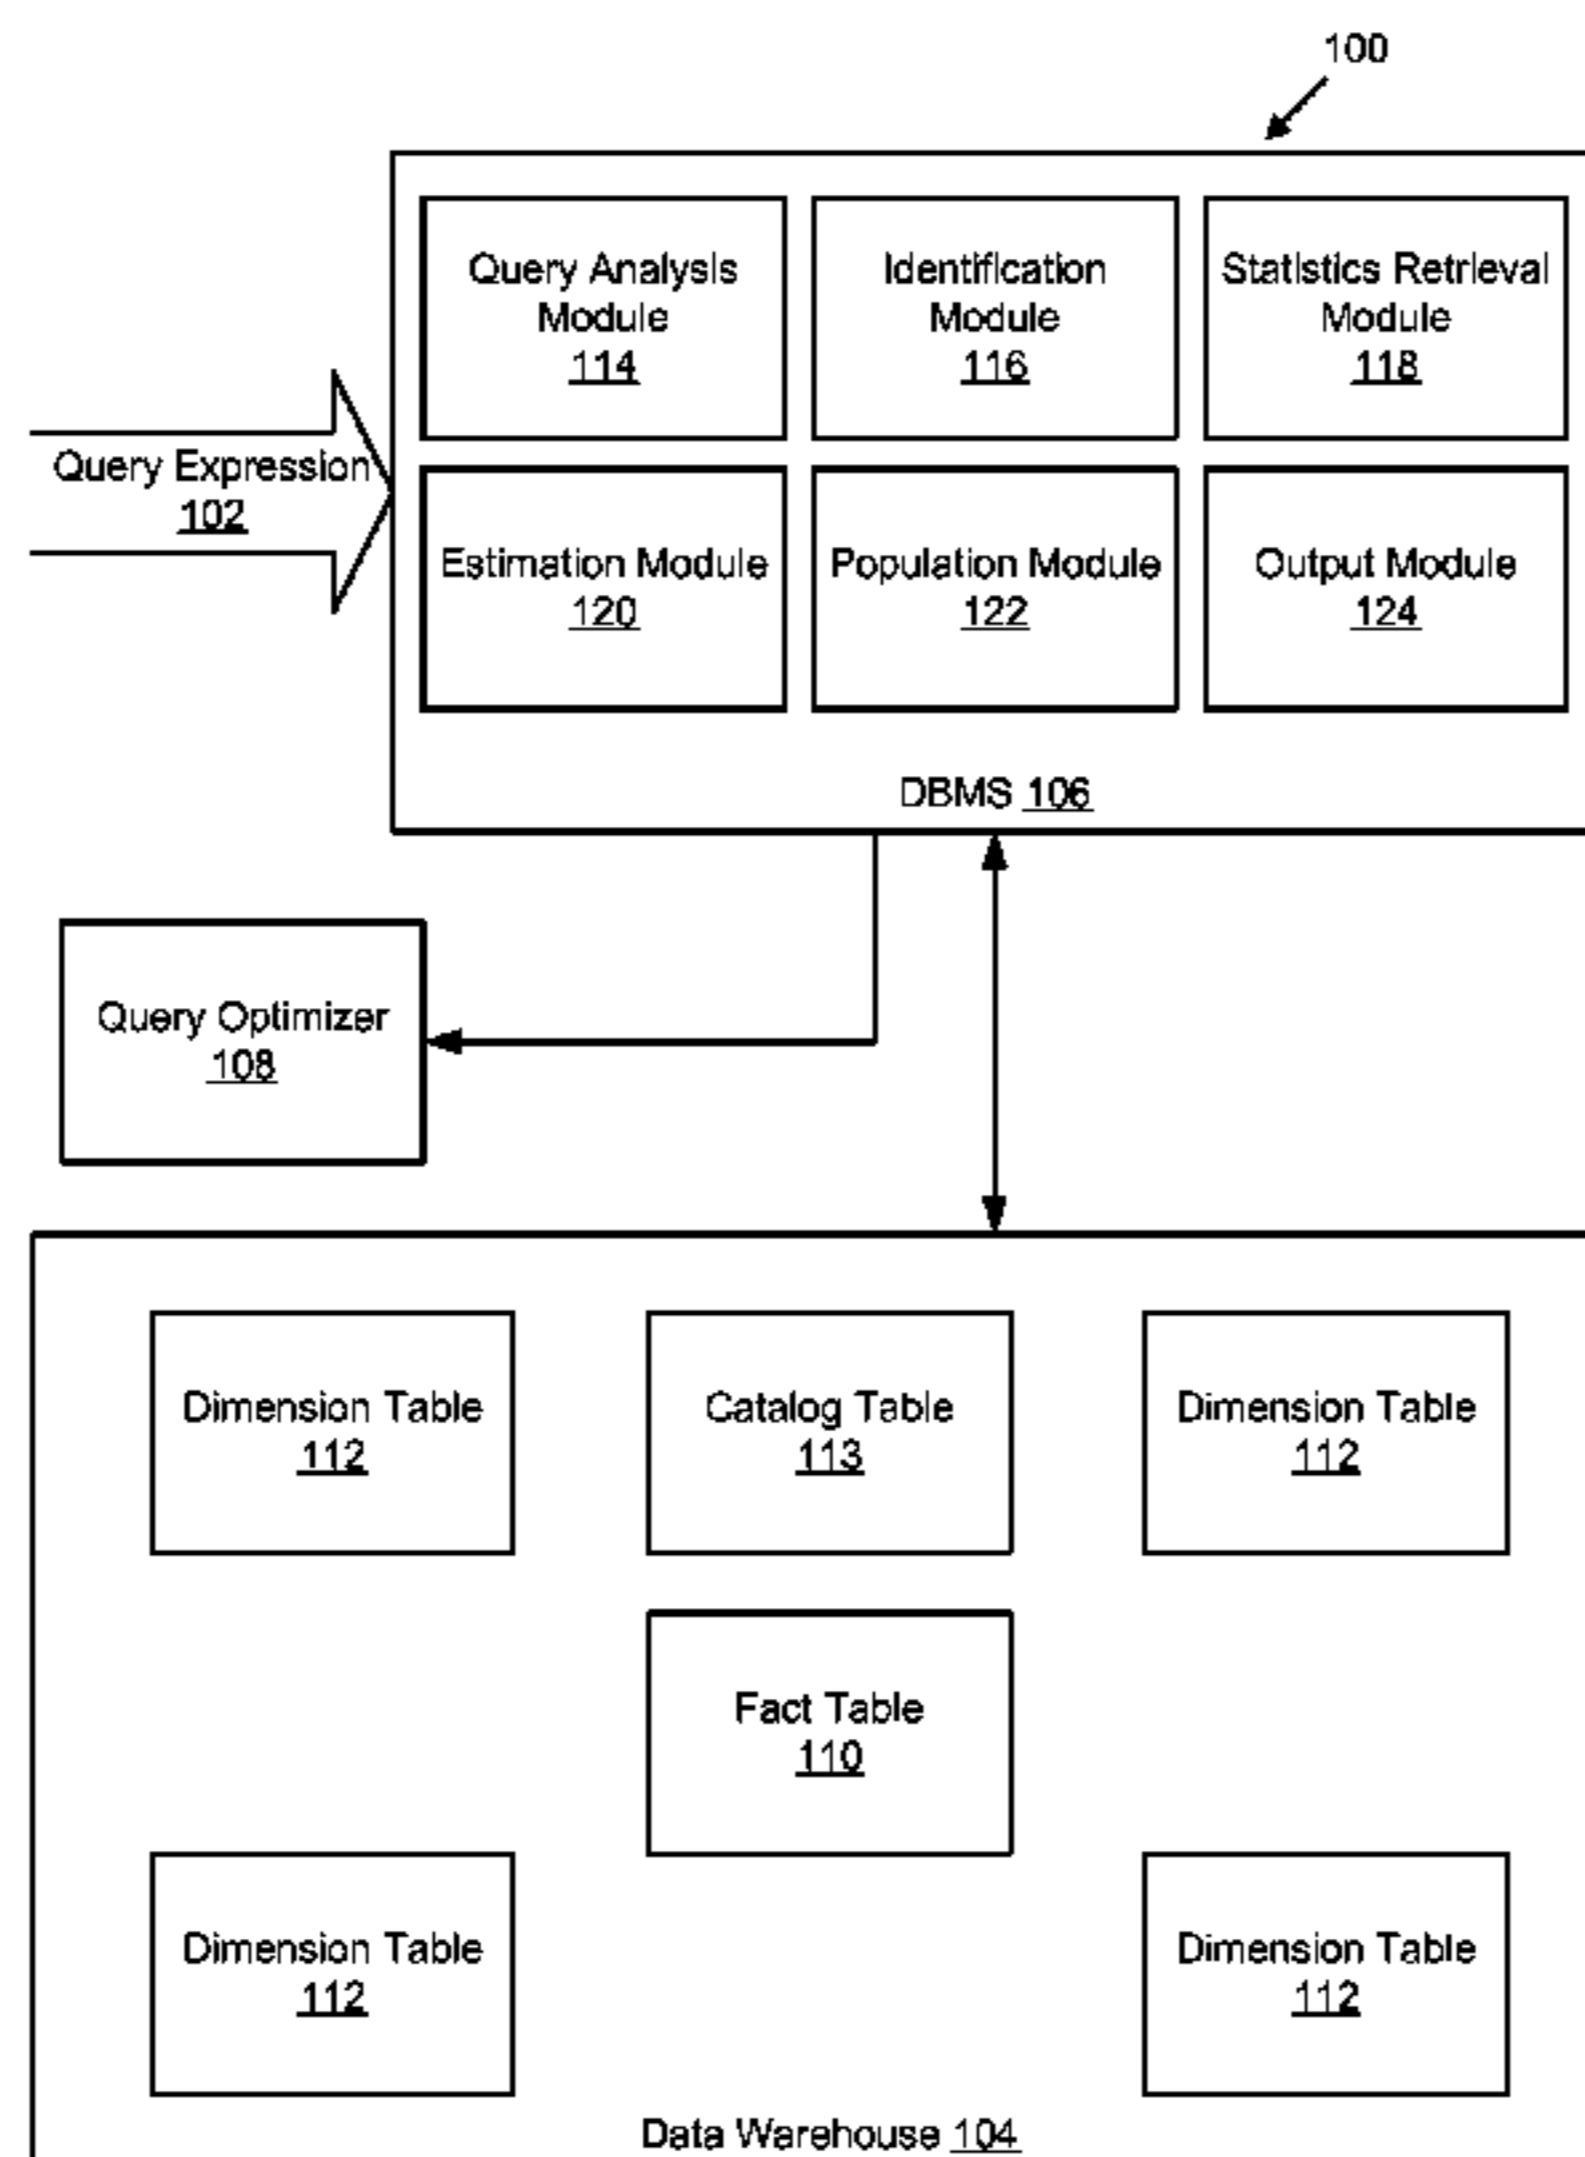 100
Query Analysis
Module
114
Identification
Module
116
Statistics Retrieval
Module
118
Query Expression
102
Estimation Module
120
Population Module
122
Output Module
124
DBMS 106
Query Optimizer
108
Dimension Table
112
Catalog Table
113
Dimension Table
112
Fact Table
110
Dimension Table
112
Dimension Table
112
Data Warehouse 104